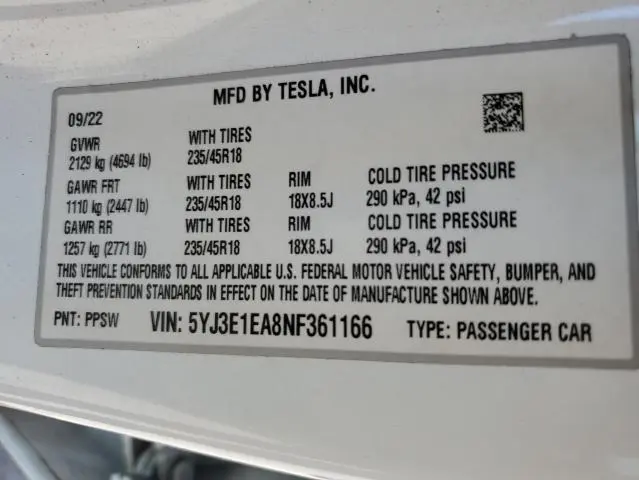 MFD BY TESLA, INC.
09/22
GVWR WITH TIRES
2129 kg (4694 lb) 235/45R18
GAWR FRT WITH TIRES RIM COLD TIRE PRESSURE
1110 kg (2447 lb) 235/45R18 18X8.5J 290 kPa, 42 psi
GAWR RR WITH TIRES RIM COLD TIRE PRESSURE
1257 kg (2771 lb) 235/45R18 18X8.5J 290 kPa, 42 psi
THIS VEHICLE CONFORMS TO ALL APPLICABLE U.S. FEDERAL MOTOR VEHICLE SAFETY, BUMPER, AND
THEFT PREVENTION STANDARDS IN EFFECT ON THE DATE OF MANUFACTURE SHOWN ABOVE.
PNT: PPSW VIN: 5YJ3E1EA8NF361166 TYPE: PASSENGER CAR